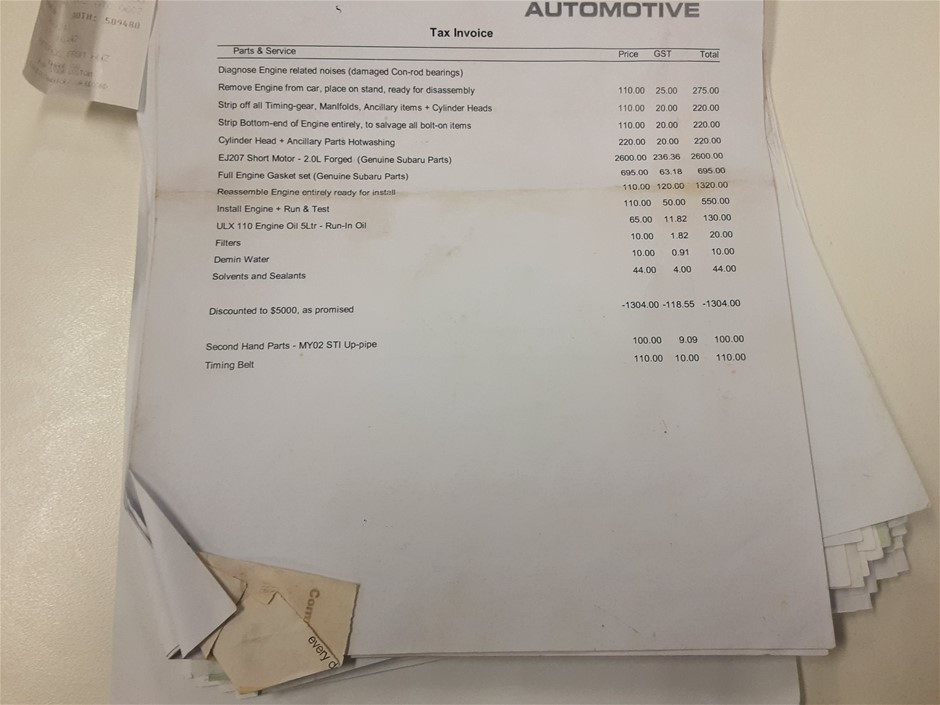 ATIM: 509480
AUTOMOTIVE
Tax Invoice
Parts & Service Price GST Total
Diagnose Engine related noises (damaged Con-rod bearings)
Remove Engine from car, place on stand, ready for disassembly 110.00 25.00 275.00
Strip off all Timing-gear, Manifolds, Ancillary items + Cylinder Heads 110.00 20.00 220.00
Strip Bottom-end of Engine entirely, to salvage all bolt-on items 110.00 20.00 220.00
Cylinder Head + Ancillary Parts Hotwashing 220.00 20.00 220.00
EJ207 Short Motor - 2.0L Forged (Genuine Subaru Parts) 2600.00 236.36 2600.00
Full Engine Gasket set (Genuine Subaru Parts) 695.00 63.18 695.00
Reassemble Engine entirely ready for install 110.00 120.00 1320.00
Install Engine + Run & Test 110.00 50.00 550.00
ULX 110 Engine Oil 5Ltr - Run-In Oil 65.00 11.82 130.00
Filters 10.00 1.82 20.00
Demin Water 10.00 0.91 10.00
Solvents and Sealants 44.00 4.00 44.00
Discounted to $5000, as promised -1304.00 -118.55 -1304.00
Second Hand Parts - MY02 STI Up-pipe 100.00 9.09 100.00
Timing Belt 110.00 10.00 110.00
every